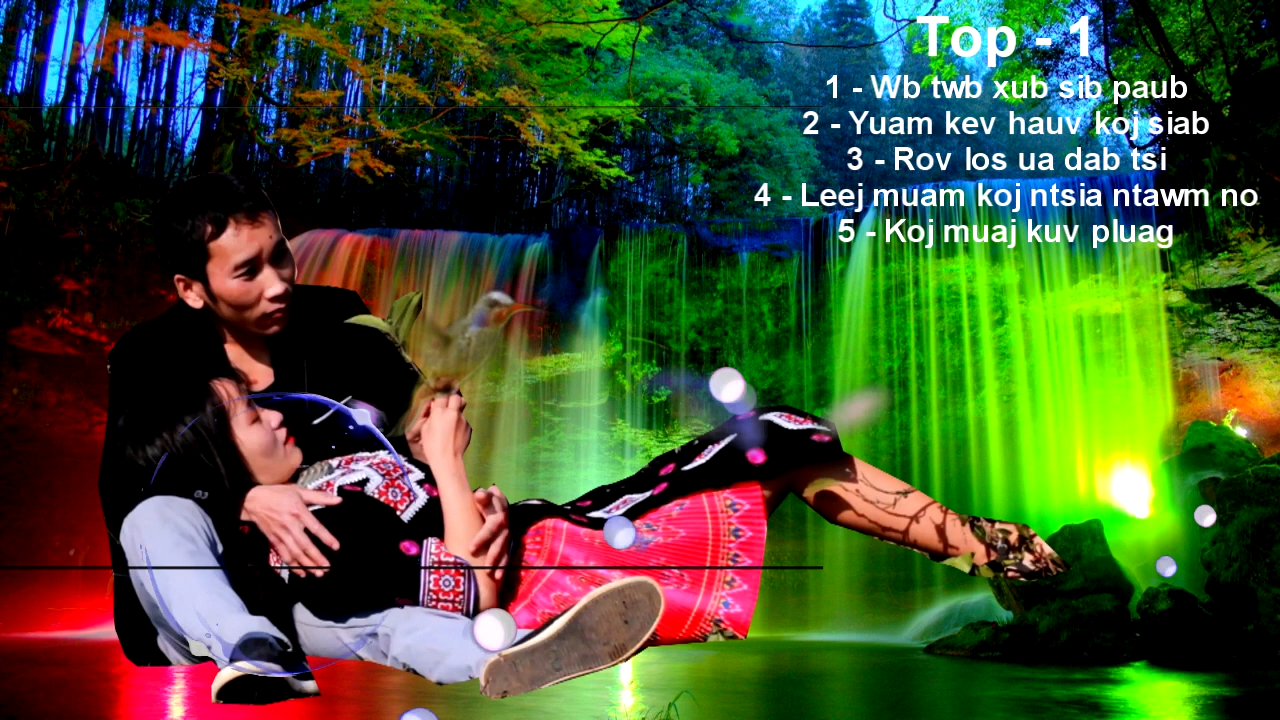 Top - 1
1 - Wb twb xub sib paub
2 - Yuam kev hauv koj siab
3 - Rov los ua dab tsi
4 - Leej muam koj ntsia ntawm no
5 - Koj muaj kuv pluag